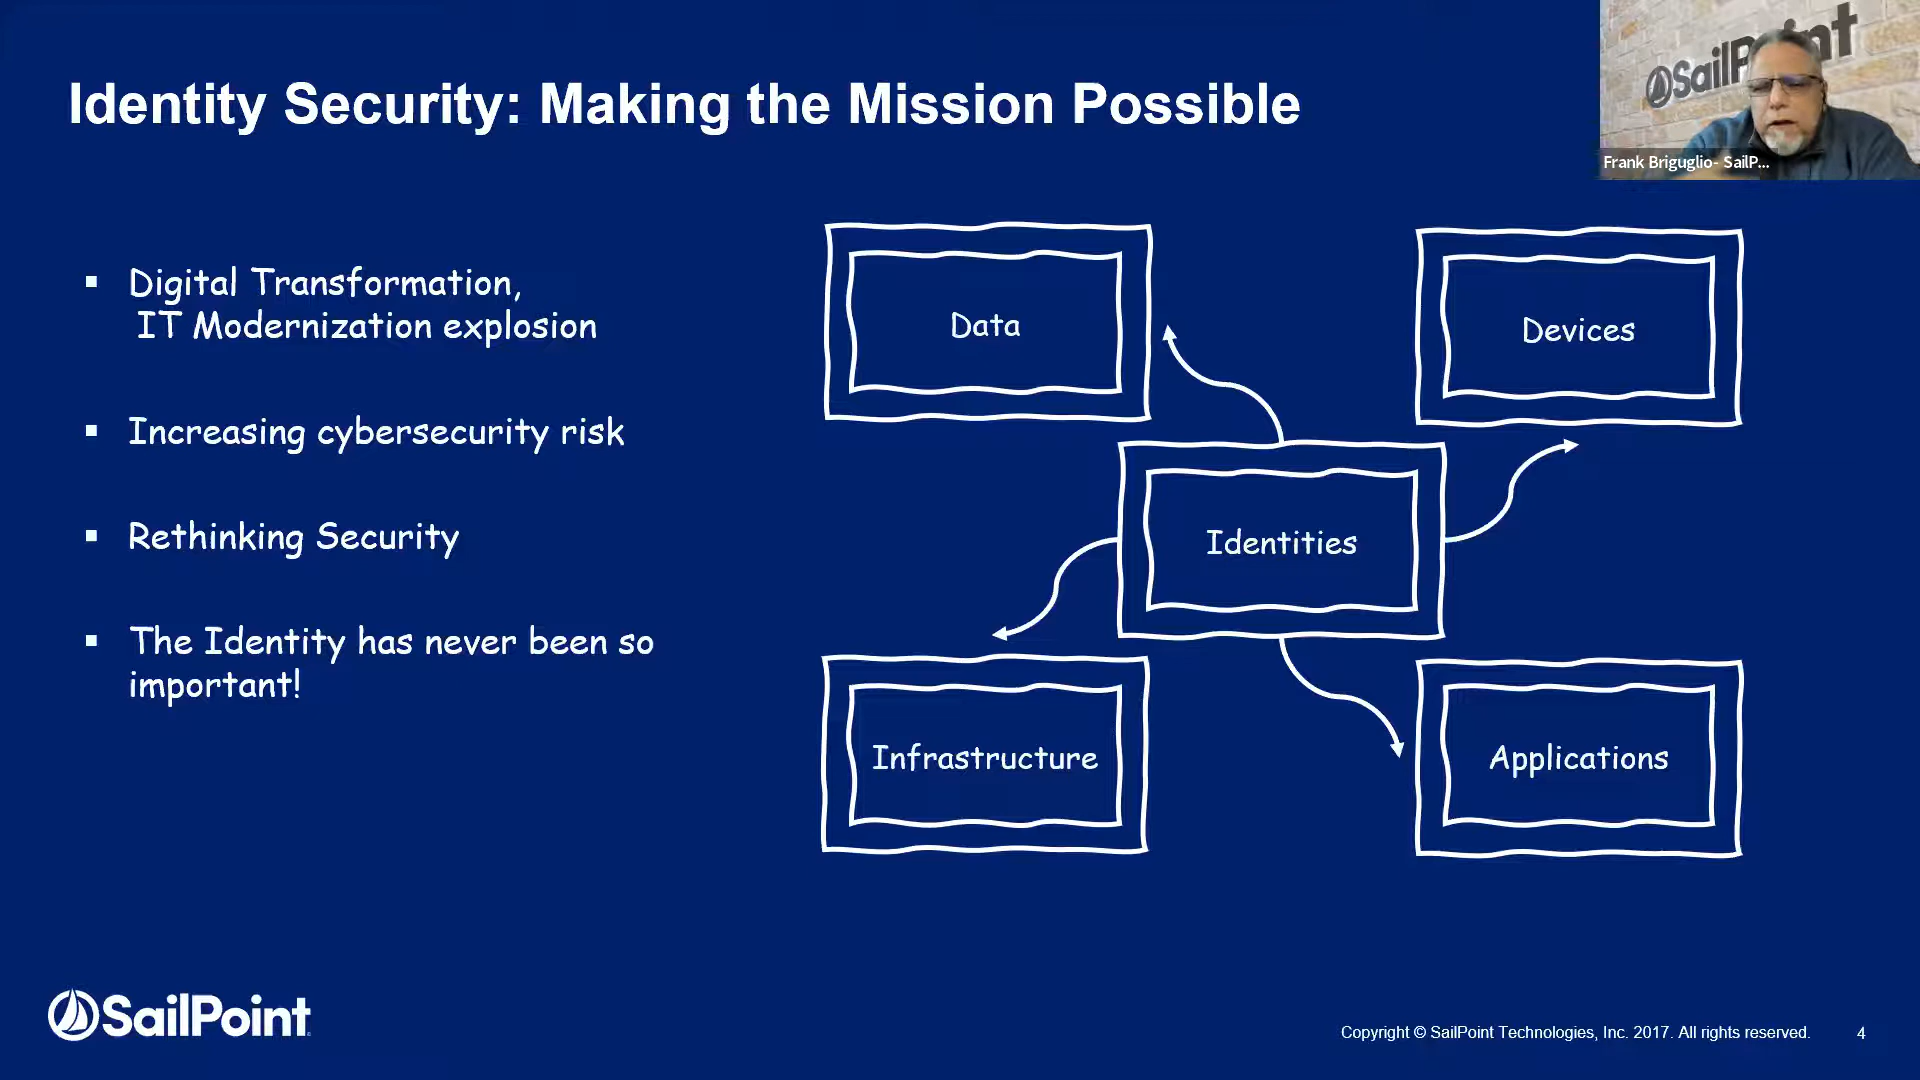 Identity Security: Making the Mission Possible
SailPoint
Frank Briguglio- SailP...
▪ Digital Transformation,
IT Modernization explosion
▪ Increasing cybersecurity risk
▪ Rethinking Security
▪ The Identity has never been so
important!
Data
Devices
Identities
Infrastructure
Applications
SailPoint
Copyright © SailPoint Technologies, Inc. 2017. All rights reserved.
4